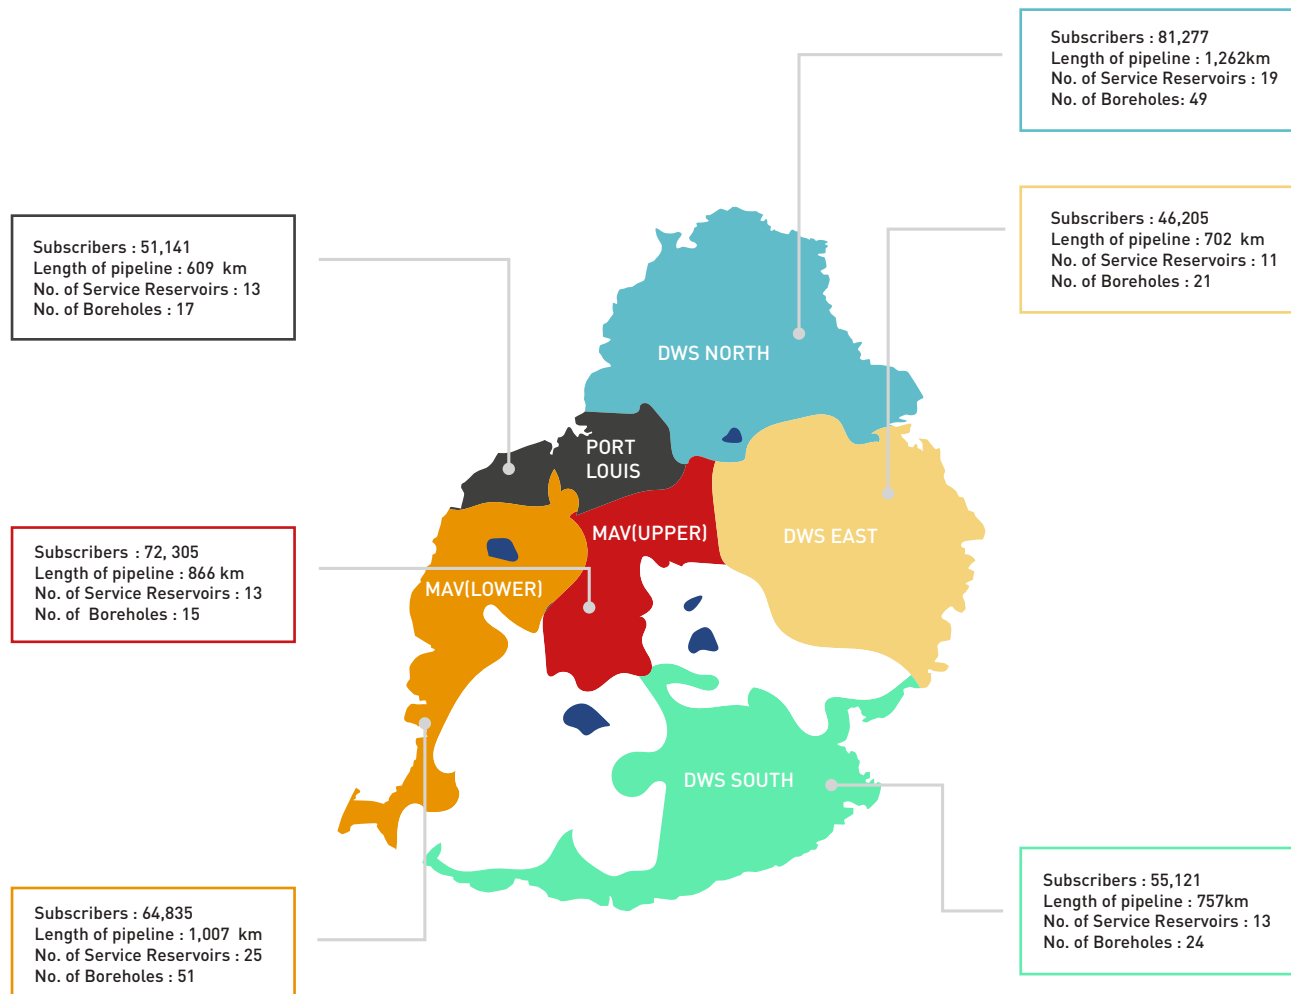 Subscribers : 81,277
Length of pipeline : 1,262km
No. of Service Reservoirs : 19
No. of Boreholes: 49
Subscribers : 46,205
Length of pipeline : 702 km
No. of Service Reservoirs : 11
No. of Boreholes : 21
Subscribers : 51,141
Length of pipeline : 609 km
No. of Service Reservoirs : 13
No. of Boreholes : 17
DWS NORTH
PORT
LOUIS
MAV(UPPER)
DWS EAST
Subscribers : 72, 305
Length of pipeline : 866 km
No. of Service Reservoirs : 13
No. of Boreholes : 15
MAV(LOWER)
DWS SOUTH
Subscribers : 64,835
Length of pipeline : 1,007 km
No. of Service Reservoirs : 25
No. of Boreholes : 51
Subscribers : 55,121
Length of pipeline : 757km
No. of Service Reservoirs : 13
No. of Boreholes : 24